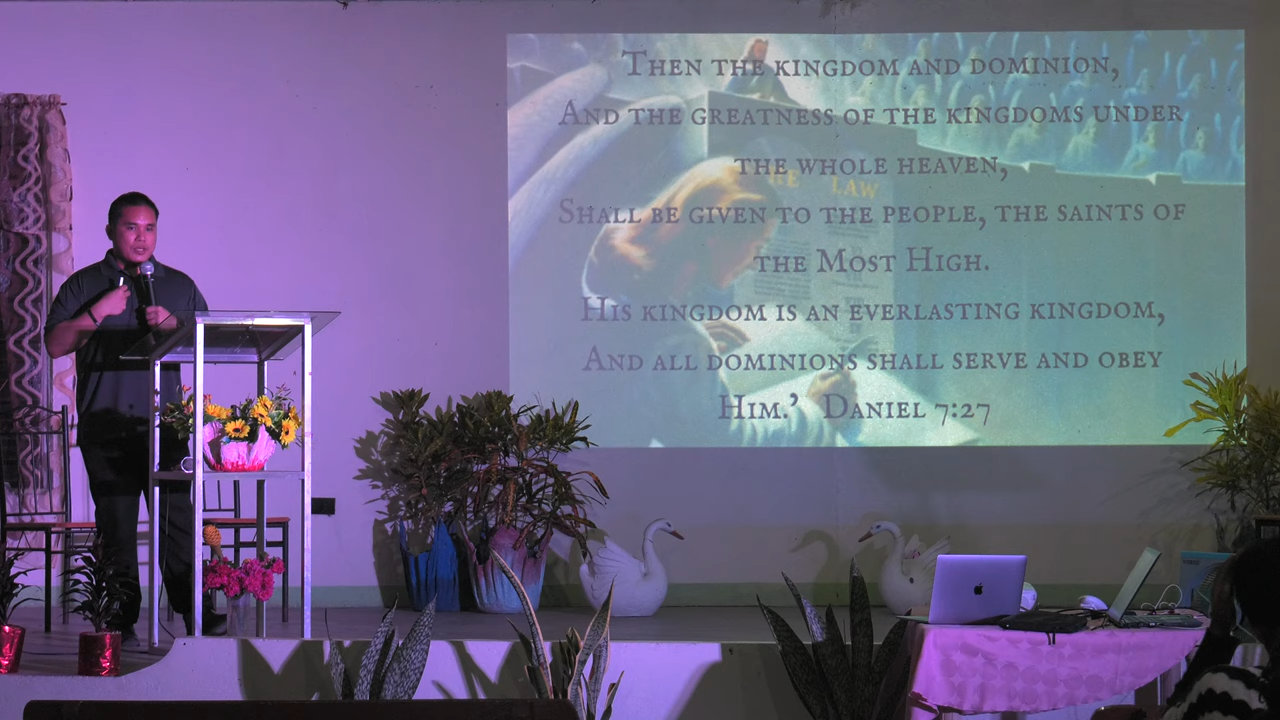 Then the kingdom and dominion,
And the greatness of the kingdoms under
the whole heaven,
Shall be given to the people, the saints of
the Most High.
His kingdom is an everlasting kingdom,
And all dominions shall serve and obey
Him.’ Daniel 7:27
THE LAW